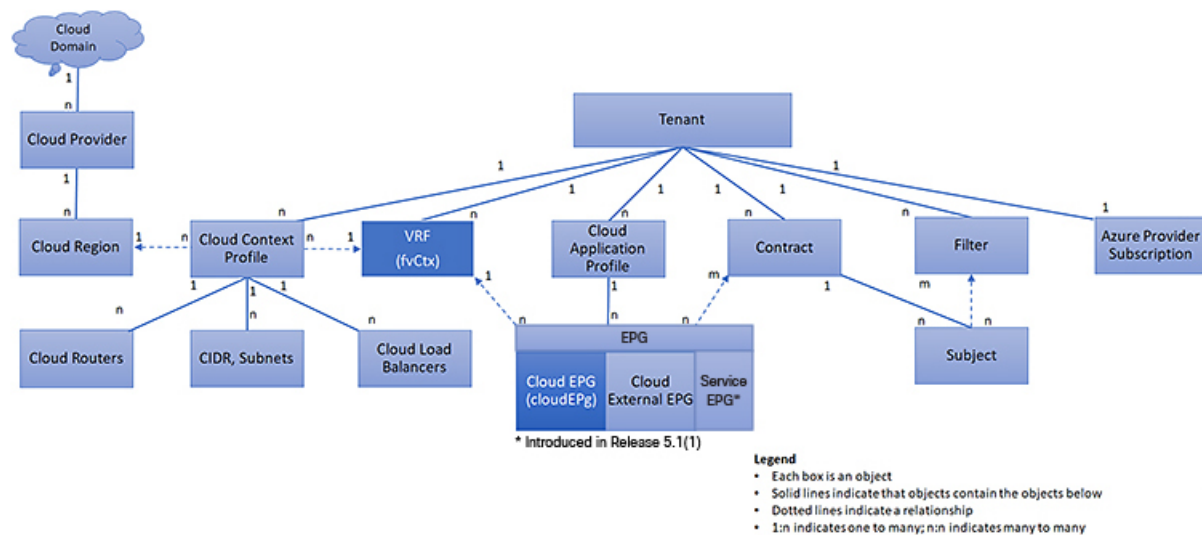 Cloud
Domain
1
n
Cloud Provider
1
n
Cloud Region
Tenant
1
1
1
1
1
1
n
n
n
n
n
1
1
n
Cloud Context
Profile
n
1
VRF
(fvCtx)
Cloud
Application
Profile
Contract
Filter
Azure Provider
Subscription
1
1
1
n
n
n
Cloud Routers
CIDR, Subnets
Cloud Load
Balancers
1
n
1
n
m
n
1
n
m
n
EPG
Cloud EPG
(cloudEPg)
Cloud
External EPG
Service
EPG*
* Introduced in Release 5.1(1)
Subject
Legend
• Each box is an object
• Solid lines indicate that objects contain the objects below
• Dotted lines indicate a relationship
• 1:n indicates one to many; n:n indicates many to many